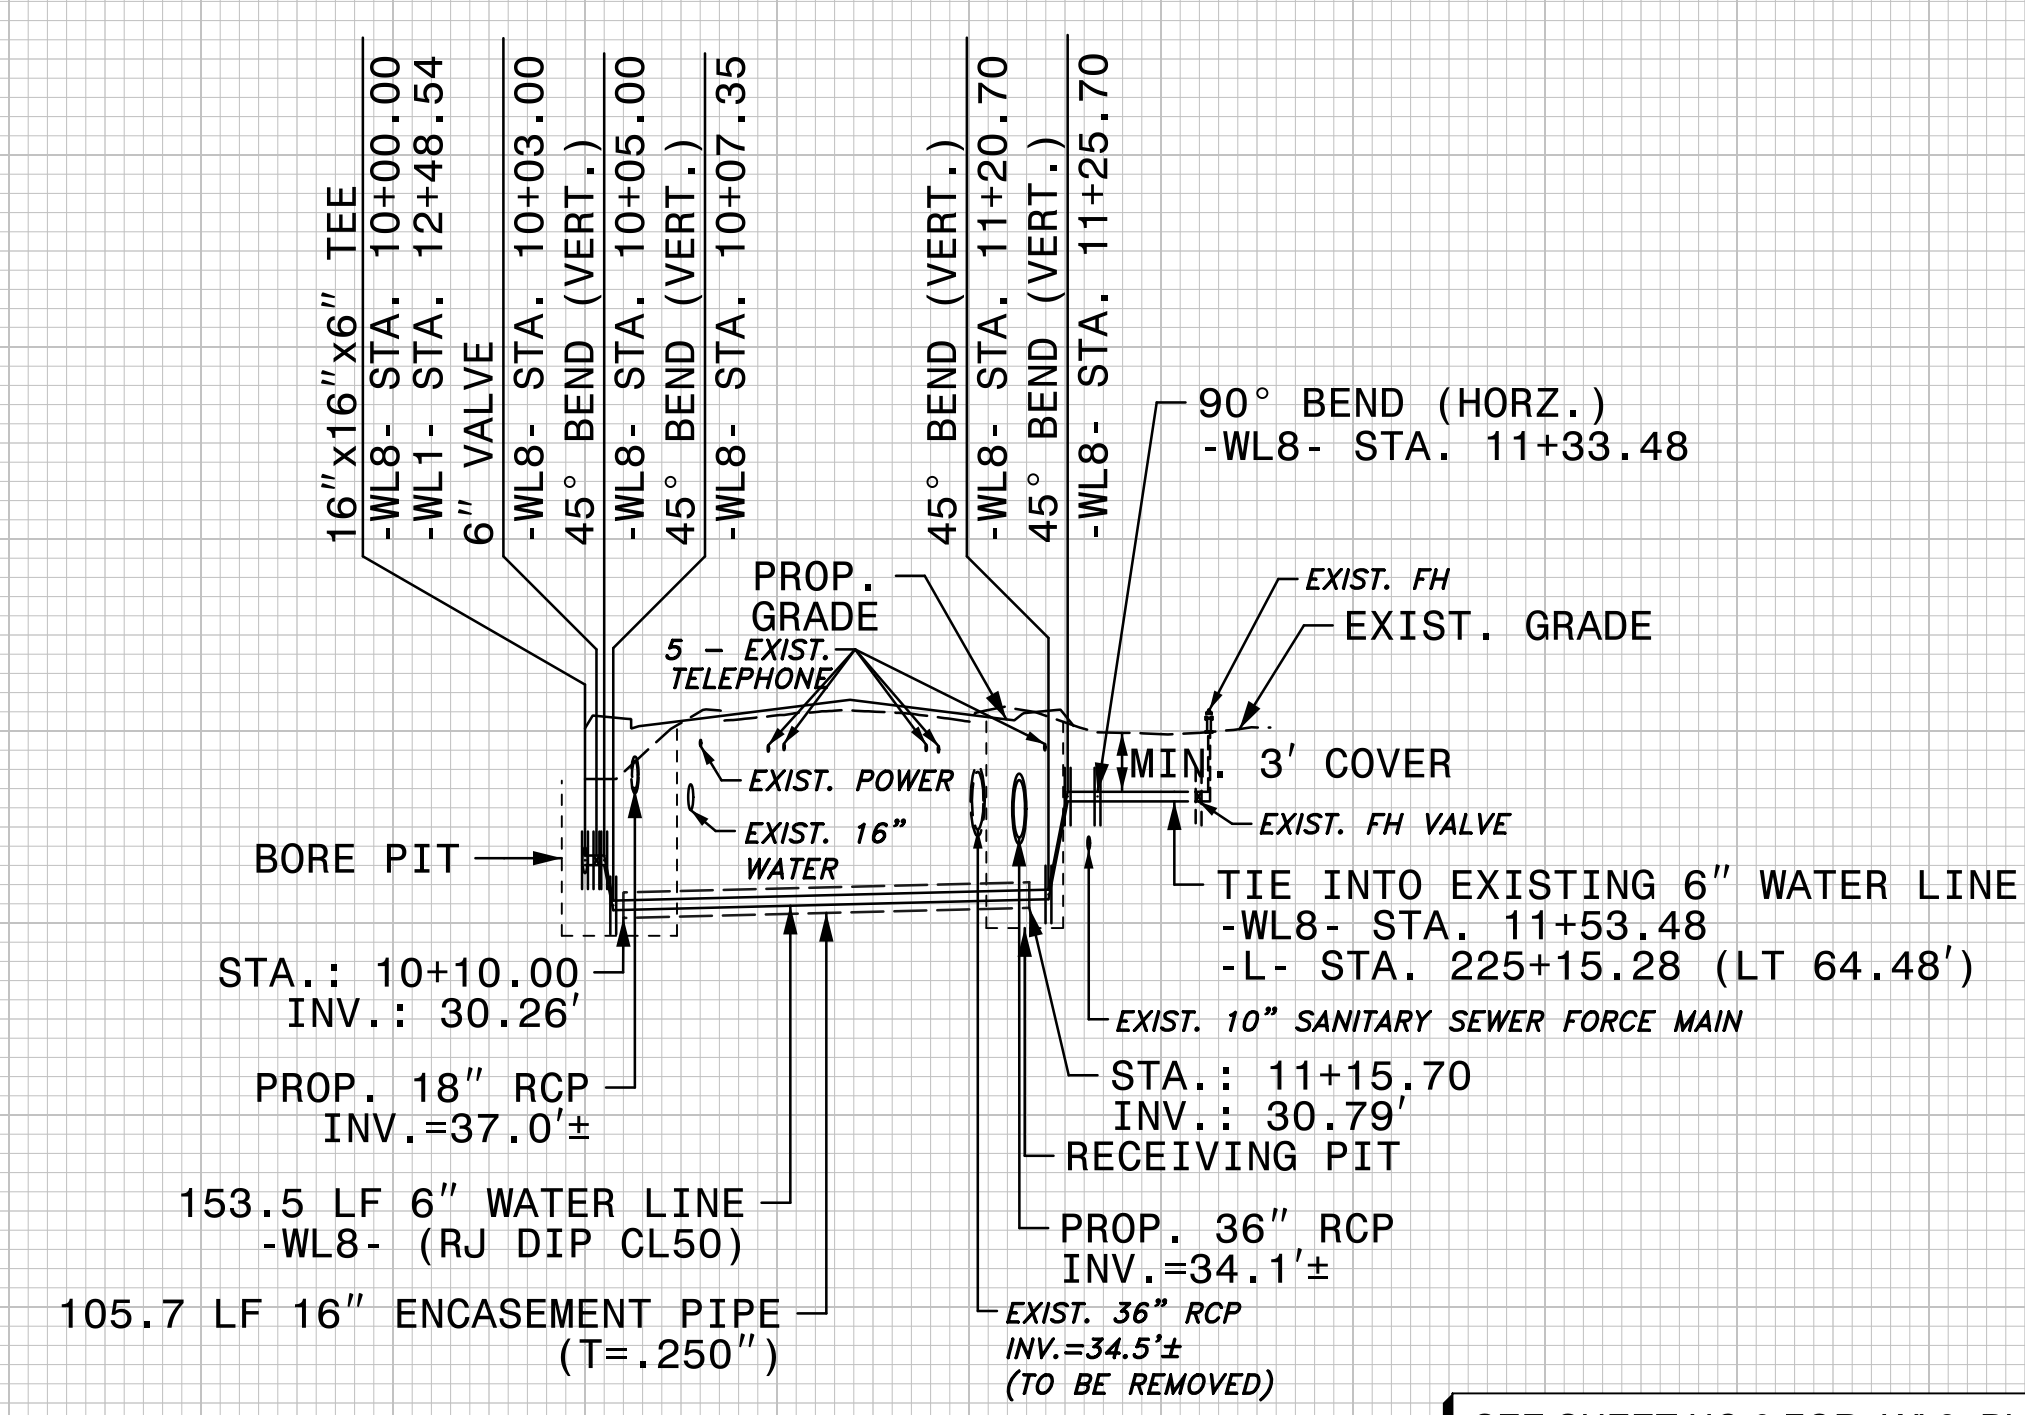 16"x16"x6" TEE
-WL8- STA. 10+00.00
-WL1- STA. 12+48.54
6" VALVE
-WL8- STA. 10+03.00
45° BEND (VERT.)
-WL8- STA. 10+05.00
45° BEND (VERT.)
-WL8- STA. 10+07.35
45° BEND (VERT.)
-WL8- STA. 11+20.70
45° BEND (VERT.)
-WL8- STA. 11+25.70
90° BEND (HORZ.)
-WL8- STA. 11+33.48
PROP.
GRADE
5 - EXIST.
TELEPHONE
EXIST. FH
EXIST. GRADE
MIN. 3' COVER
EXIST. POWER
EXIST. 16"
WATER
EXIST. FH VALVE
BORE PIT
TIE INTO EXISTING 6" WATER LINE
-WL8- STA. 11+53.48
-L- STA. 225+15.28 (LT 64.48')
STA.: 10+10.00
INV.: 30.26'
EXIST. 10" SANITARY SEWER FORCE MAIN
PROP. 18" RCP
INV.=37.0'±
STA.: 11+15.70
INV.: 30.79'
RECEIVING PIT
153.5 LF 6" WATER LINE
-WL8- (RJ DIP CL50)
PROP. 36" RCP
INV.=34.1'±
105.7 LF 16" ENCASEMENT PIPE
(T=.250")
EXIST. 36" RCP
INV.=34.5'±
(TO BE REMOVED)